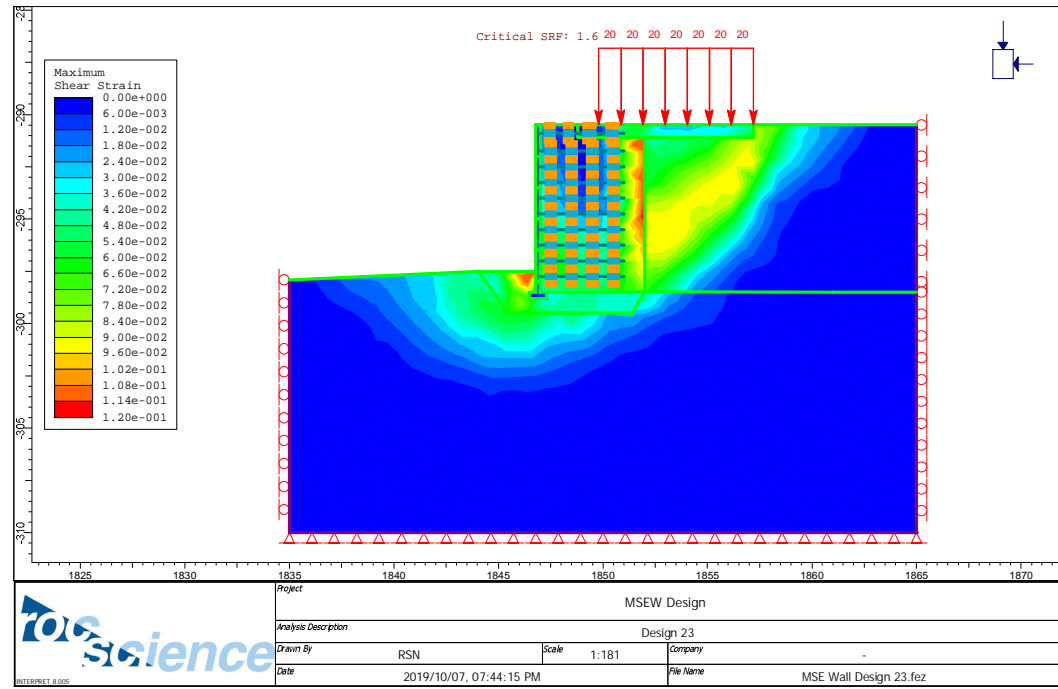 Critical SRF: 1.6
20 20 20 20 20 20 20
Maximum
Shear Strain
0.00e+000
6.00e-003
1.20e-002
1.80e-002
2.40e-002
3.00e-002
3.60e-002
4.20e-002
4.80e-002
5.40e-002
6.00e-002
6.60e-002
7.20e-002
7.80e-002
8.40e-002
9.00e-002
9.60e-002
1.02e-001
1.08e-001
1.14e-001
1.20e-001
-290
-295
-300
-305
-310
1825 1830 1835 1840 1845 1850 1855 1860 1865 1870
rocscience
INTERPRET 8.005
Project
MSEW Design
Analysis Description
Design 23
Drawn By
RSN
Scale
1:181
Company
-
Date
2019/10/07, 07:44:15 PM
File Name
MSE Wall Design 23.fez